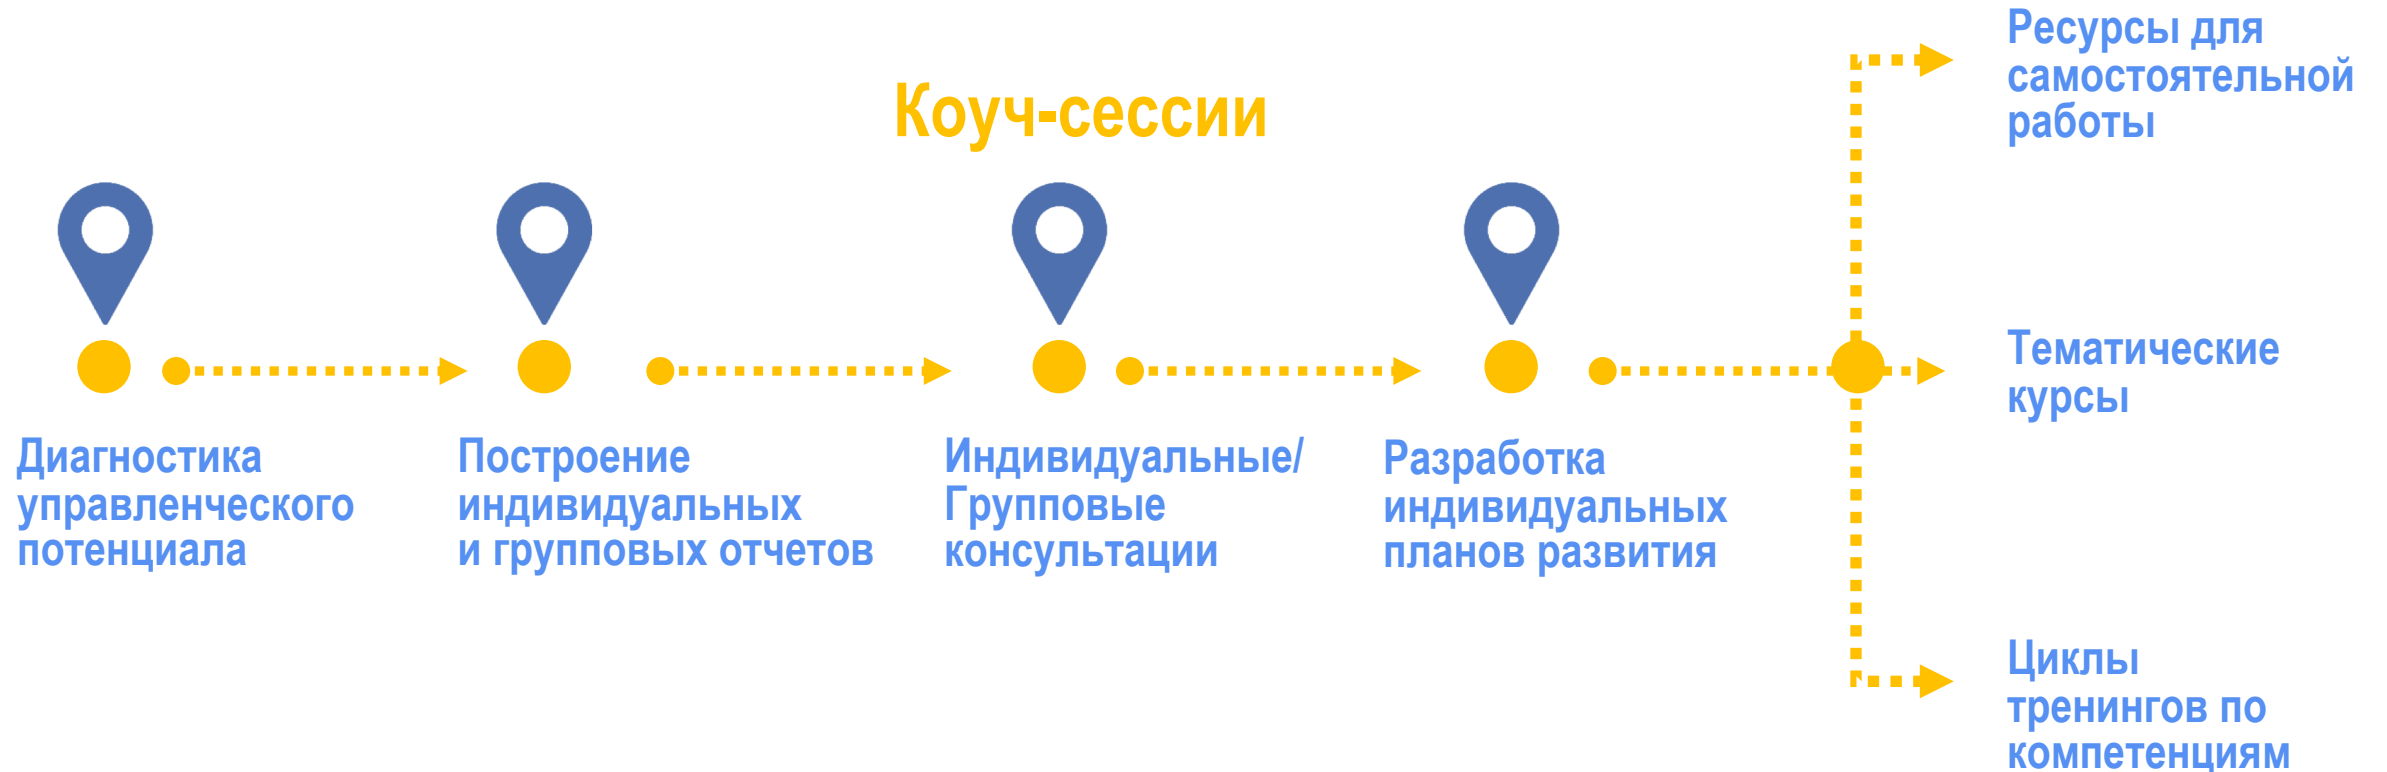 Коуч-сессии
Диагностика
управленческого
потенциала
Построение
индивидуальных
и групповых отчетов
Индивидуальные/
Групповые
консультации
Разработка
индивидуальных
планов развития
Ресурсы для
самостоятельной
работы
Тематические
курсы
Циклы
тренингов по
компетенциям